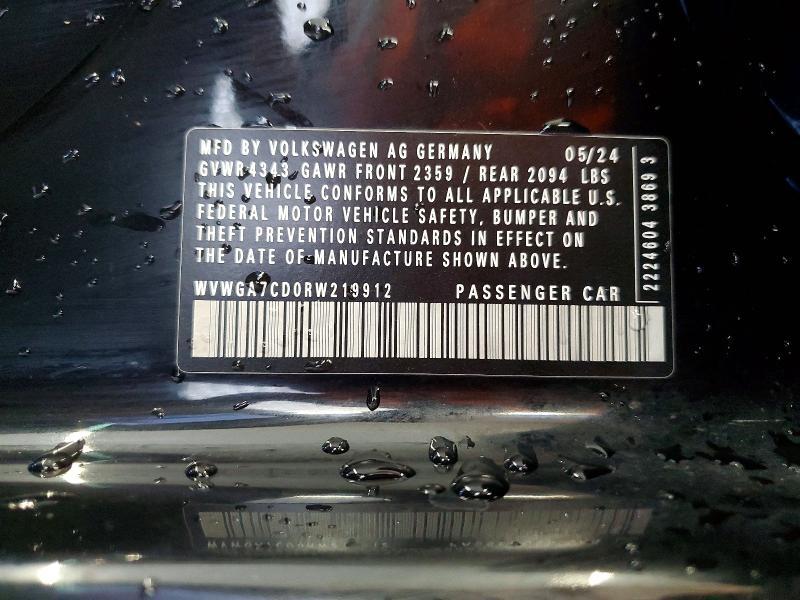 MFD BY VOLKSWAGEN AG GERMANY 05/24
GVWR 4343 GAWR FRONT 2359 / REAR 2094 LBS
THIS VEHICLE CONFORMS TO ALL APPLICABLE U.S.
FEDERAL MOTOR VEHICLE SAFETY, BUMPER AND
THEFT PREVENTION STANDARDS IN EFFECT ON
THE DATE OF MANUFACTURE SHOWN ABOVE.
WVWGA7CD0RW219912 PASSENGER CAR
2224604 3869 3